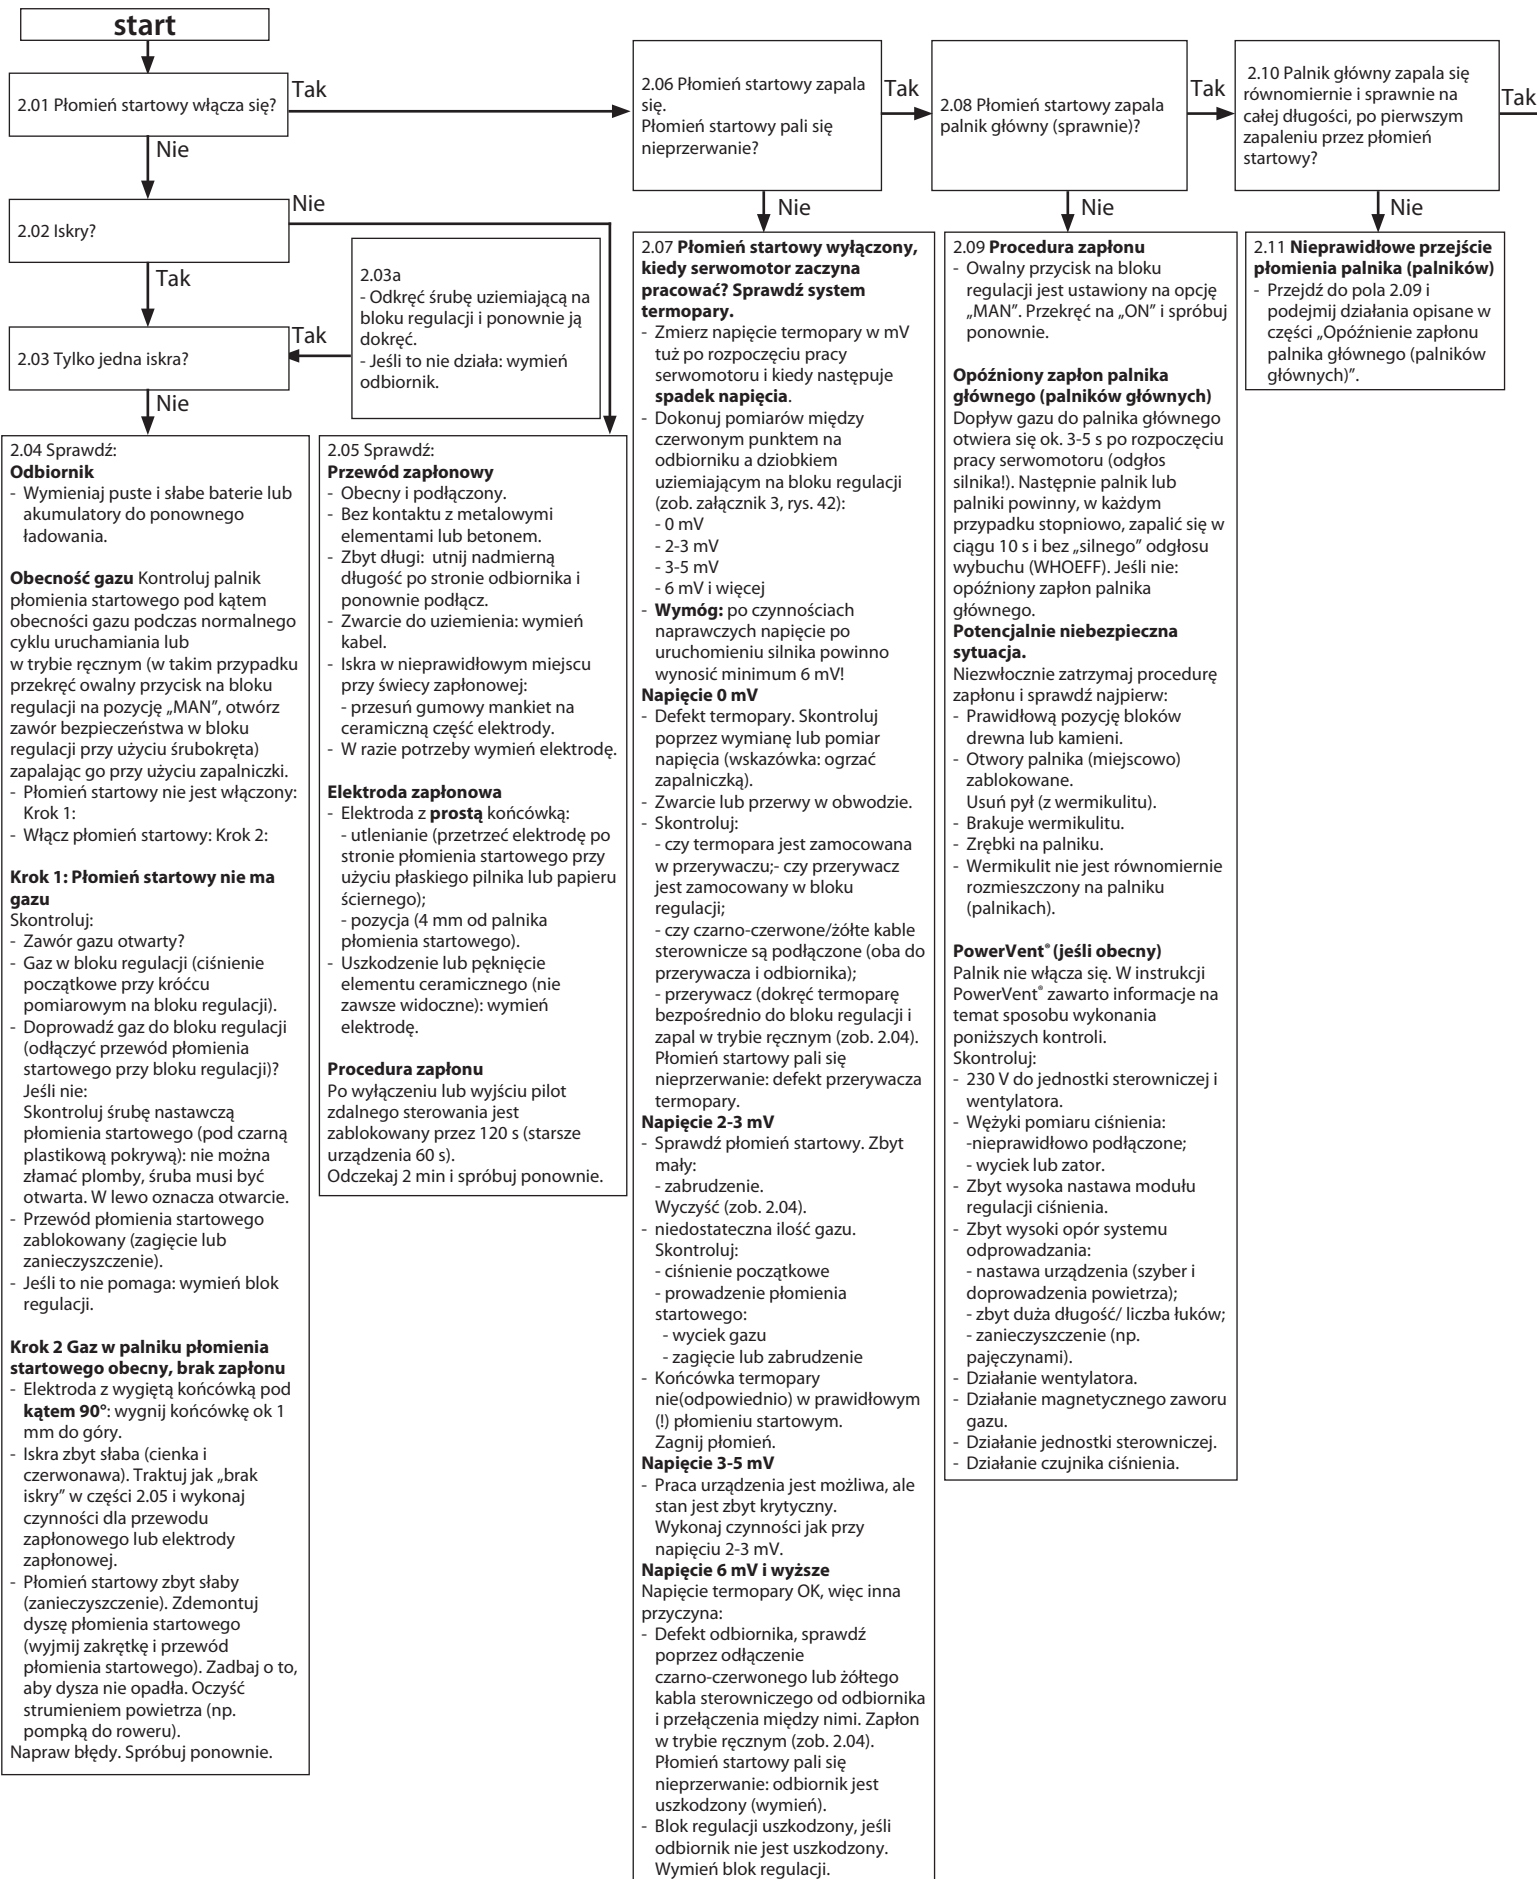 start
2.01 Płomień startowy włącza się?
Tak
Nie
2.02 Iskry?
Nie
Tak
2.03 Tylko jedna iskra?
Tak
Nie
2.03a
- Odkręć śrubę uziemiającą na
bloku regulacji i ponownie ją
dokręć.
- Jeśli to nie działa: wymień
odbiornik.
2.04 Sprawdź:
Odbiornik
- Wymieniaj puste i słabe baterie lub
akumulatory do ponownego
ładowania.
Obecność gazu Kontroluj palnik
płomienia startowego pod kątem
obecności gazu podczas normalnego
cyklu uruchamiania lub
w trybie ręcznym (w takim przypadku
przekręć owalny przycisk na bloku
regulacji na pozycję „MAN”, otwórz
zawór bezpieczeństwa w bloku
regulacji przy użyciu śrubokręta)
zapalając go przy użyciu zapalniczki.
- Płomień startowy nie jest włączony:
Krok 1:
- Włącz płomień startowy: Krok 2:
Krok 1: Płomień startowy nie ma
gazu
Skontroluj:
- Zawór gazu otwarty?
- Gaz w bloku regulacji (ciśnienie
początkowe przy króćcu
pomiarowym na bloku regulacji).
- Doprowadź gaz do bloku regulacji
(odłączyć przewód płomienia
startowego przy bloku regulacji)?
Jeśli nie:
Skontroluj śrubę nastawczą
płomienia startowego (pod czarną
plastikową pokrywą): nie można
złamać plomby, śruba musi być
otwarta. W lewo oznacza otwarcie.
- Przewód płomienia startowego
zablokowany (zagięcie lub
zanieczyszczenie).
- Jeśli to nie pomaga: wymień blok
regulacji.
Krok 2 Gaz w palniku płomienia
startowego obecny, brak zapłonu
- Elektroda z wygiętą końcówką pod
kątem 90°: wygnij końcówkę ok 1
mm do góry.
- Iskra zbyt słaba (cienka i
czerwonawa). Traktuj jak „brak
iskry” w części 2.05 i wykonaj
czynności dla przewodu
zapłonowego lub elektrody
zapłonowej.
- Płomień startowy zbyt słaby
(zanieczyszczenie). Zdemontuj
dyszę płomienia startowego
(wyjmij zakrętkę i przewód
płomienia startowego). Zadbaj o to,
aby dysza nie opadła. Oczyść
strumieniem powietrza (np.
pompką do roweru).
Napraw błędy. Spróbuj ponownie.
2.05 Sprawdź:
Przewód zapłonowy
- Obecny i podłączony.
- Bez kontaktu z metalowymi
elementami lub betonem.
- Zbyt długi: utnij nadmierną
długość po stronie odbiornika i
ponownie podłącz.
- Zwarcie do uziemienia: wymień
kabel.
- Iskra w nieprawidłowym miejscu
przy świecy zapłonowej:
- przesuń gumowy mankiet na
ceramiczną część elektrody.
- W razie potrzeby wymień elektrodę.
Elektroda zapłonowa
- Elektroda z prostą końcówką:
- utlenianie (przetrzeć elektrodę po
stronie płomienia startowego przy
użyciu płaskiego pilnika lub papieru
ściernego);
- pozycja (4 mm od palnika
płomienia startowego).
- Uszkodzenie lub pęknięcie
elementu ceramicznego (nie
zawsze widoczne): wymień
elektrodę.
Procedura zapłonu
Po wyłączeniu lub wyjściu pilot
zdalnego sterowania jest
zablokowany przez 120 s (starsze
urządzenia 60 s).
Odczekaj 2 min i spróbuj ponownie.
2.06 Płomień startowy zapala
się.
Płomień startowy pali się
nieprzerwanie?
Tak
Nie
2.07 Płomień startowy wyłączony,
kiedy serwomotor zaczyna
pracować? Sprawdź system
termopary.
- Zmierz napięcie termopary w mV
tuż po rozpoczęciu pracy
serwomotoru i kiedy następuje
spadek napięcia.
- Dokonuj pomiarów między
czerwonym punktem na
odbiorniku a dziobkiem
uziemiającym na bloku regulacji
(zob. załącznik 3, rys. 42):
- 0 mV
- 2-3 mV
- 3-5 mV
- 6 mV i więcej
- Wymóg: po czynnościach
naprawczych napięcie po
uruchomieniu silnika powinno
wynosić minimum 6 mV!
Napięcie 0 mV
- Defekt termopary. Skontroluj
poprzez wymianę lub pomiar
napięcia (wskazówka: ogrzać
zapalniczką).
- Zwarcie lub przerwy w obwodzie.
- Skontroluj:
- czy termopara jest zamocowana
w przerywaczu;- czy przerywacz
jest zamocowany w bloku
regulacji;
- czy czarno-czerwone/żółte kable
sterownicze są podłączone (oba do
przerywacza i odbiornika);
- przerywacz (dokręć termoparę
bezpośrednio do bloku regulacji i
zapal w trybie ręcznym (zob. 2.04).
Płomień startowy pali się
nieprzerwanie: defekt przerywacza
termopary.
Napięcie 2-3 mV
- Sprawdź płomień startowy. Zbyt
mały:
- zabrudzenie.
Wyczyść (zob. 2.04).
- niedostateczna ilość gazu.
Skontroluj:
- ciśnienie początkowe
- prowadzenie płomienia
startowego:
- wyciek gazu
- zagięcie lub zabrudzenie
- Końcówka termopary
nie(odpowiednio) w prawidłowym
(!) płomieniu startowym.
Zagnij płomień.
Napięcie 3-5 mV
- Praca urządzenia jest możliwa, ale
stan jest zbyt krytyczny.
Wykonaj czynności jak przy
napięciu 2-3 mV.
Napięcie 6 mV i wyższe
Napięcie termopary OK, więc inna
przyczyna:
- Defekt odbiornika, sprawdź
poprzez odłączenie
czarno-czerwonego lub żółtego
kabla sterowniczego od odbiornika
i przełączenia między nimi. Zapłon
w trybie ręcznym (zob. 2.04).
Płomień startowy pali się
nieprzerwanie: odbiornik jest
uszkodzony (wymień).
- Blok regulacji uszkodzony, jeśli
odbiornik nie jest uszkodzony.
Wymień blok regulacji.
2.08 Płomień startowy zapala
palnik główny (sprawnie)?
Tak
Nie
2.09 Procedura zapłonu
- Owalny przycisk na bloku
regulacji jest ustawiony na opcję
„MAN”. Przekręć na „ON” i spróbuj
ponownie.
Opóźniony zapłon palnika
głównego (palników głównych)
Dopływ gazu do palnika głównego
otwiera się ok. 3-5 s po rozpoczęciu
pracy serwomotoru (odgłos
silnika!). Następnie palnik lub
palniki powinny, w każdym
przypadku stopniowo, zapalić się w
ciągu 10 s i bez „silnego” odgłosu
wybuchu (WHOEFF). Jeśli nie:
opóźniony zapłon palnika
głównego.
Potencjalnie niebezpieczna
sytuacja.
Niezwłocznie zatrzymaj procedurę
zapłonu i sprawdź najpierw:
- Prawidłową pozycję bloków
drewna lub kamieni.
- Otwory palnika (miejscowo)
zablokowane.
Usuń pył (z wermikulitu).
- Brakuje wermikulitu.
- Zrębki na palniku.
- Wermikulit nie jest równomiernie
rozmieszczony na palniku
(palnikach).
PowerVent® (jeśli obecny)
Palnik nie włącza się. W instrukcji
PowerVent® zawarto informacje na
temat sposobu wykonania
poniższych kontroli.
Skontroluj:
- 230 V do jednostki sterowniczej i
wentylatora.
- Wężyki pomiaru ciśnienia:
-nieprawidłowo podłączone;
- wyciek lub zator.
- Zbyt wysoka nastawa modułu
regulacji ciśnienia.
- Zbyt wysoki opór systemu
odprowadzania:
- nastawa urządzenia (szyber i
doprowadzenia powietrza);
- zbyt duża długość/ liczba łuków;
- zanieczyszczenie (np.
pajęczynami).
- Działanie wentylatora.
- Działanie magnetycznego zaworu
gazu.
- Działanie jednostki sterowniczej.
- Działanie czujnika ciśnienia.
2.10 Palnik główny zapala się
równomiernie i sprawnie na
całej długości, po pierwszym
zapaleniu przez płomień
startowy?
Tak
Nie
2.11 Nieprawidłowe przejście
płomienia palnika (palników)
- Przejdź do pola 2.09 i
podejmij działania opisane w
części „Opóźnienie zapłonu
palnika głównego (palników
głównych)”.